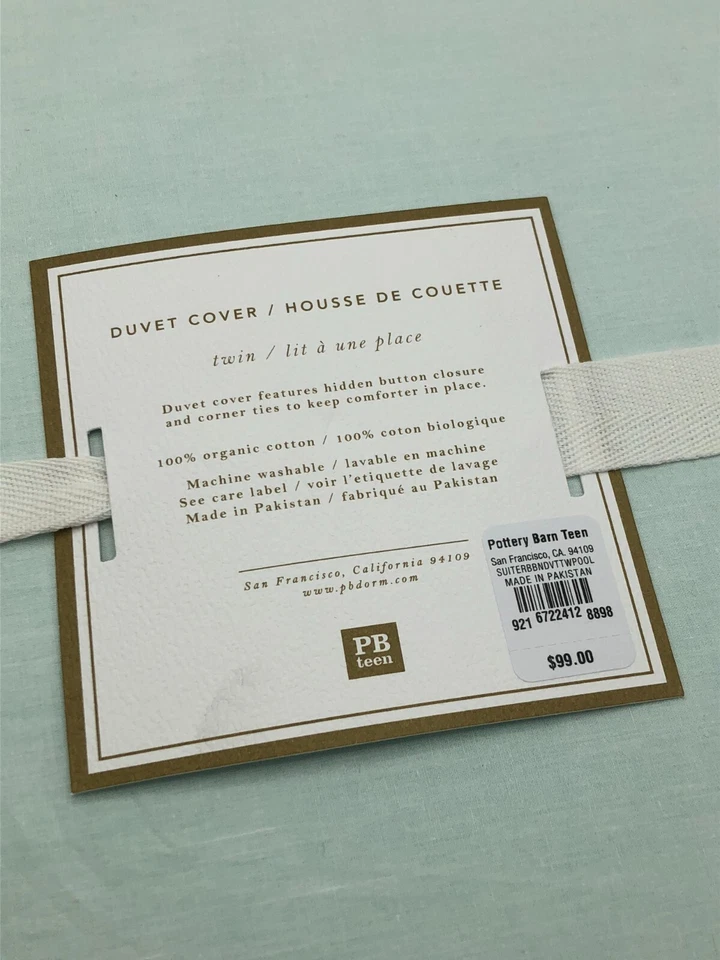 DUVET COVER / HOUSSE DE COUETTE
twin / lit à une place
Duvet cover features hidden button closure
and corner ties to keep comforter in place.
100% organic cotton / 100% coton biologique
Machine washable / lavable en machine
See care label / voir l'etiquette de lavage
Made in Pakistan / fabriqué au Pakistan
San Francisco, California 94109
www.pbdorm.com
PB
teen
Pottery Barn Teen
San Francisco, CA. 94109
SUITERBBNDVTTWPOOL
MADE IN PAKISTAN
921 6722412 8898
$99.00